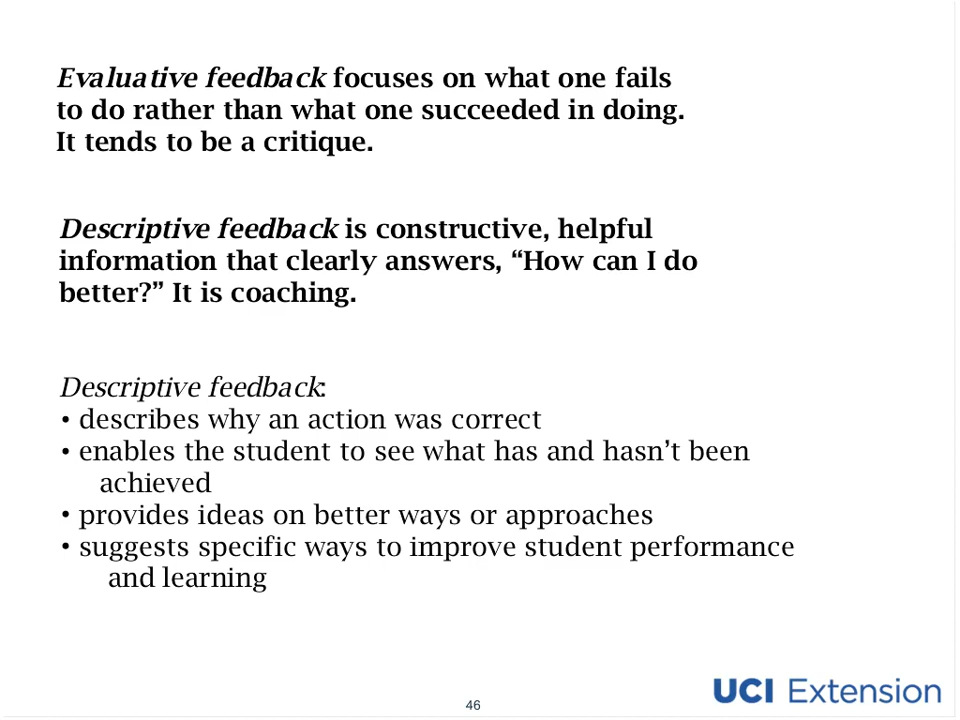 Evaluative feedback focuses on what one fails
to do rather than what one succeeded in doing.
It tends to be a critique.
Descriptive feedback is constructive, helpful
information that clearly answers, “How can I do
better?” It is coaching.
Descriptive feedback:
• describes why an action was correct
• enables the student to see what has and hasn’t been
achieved
• provides ideas on better ways or approaches
• suggests specific ways to improve student performance
and learning
46
UCI Extension